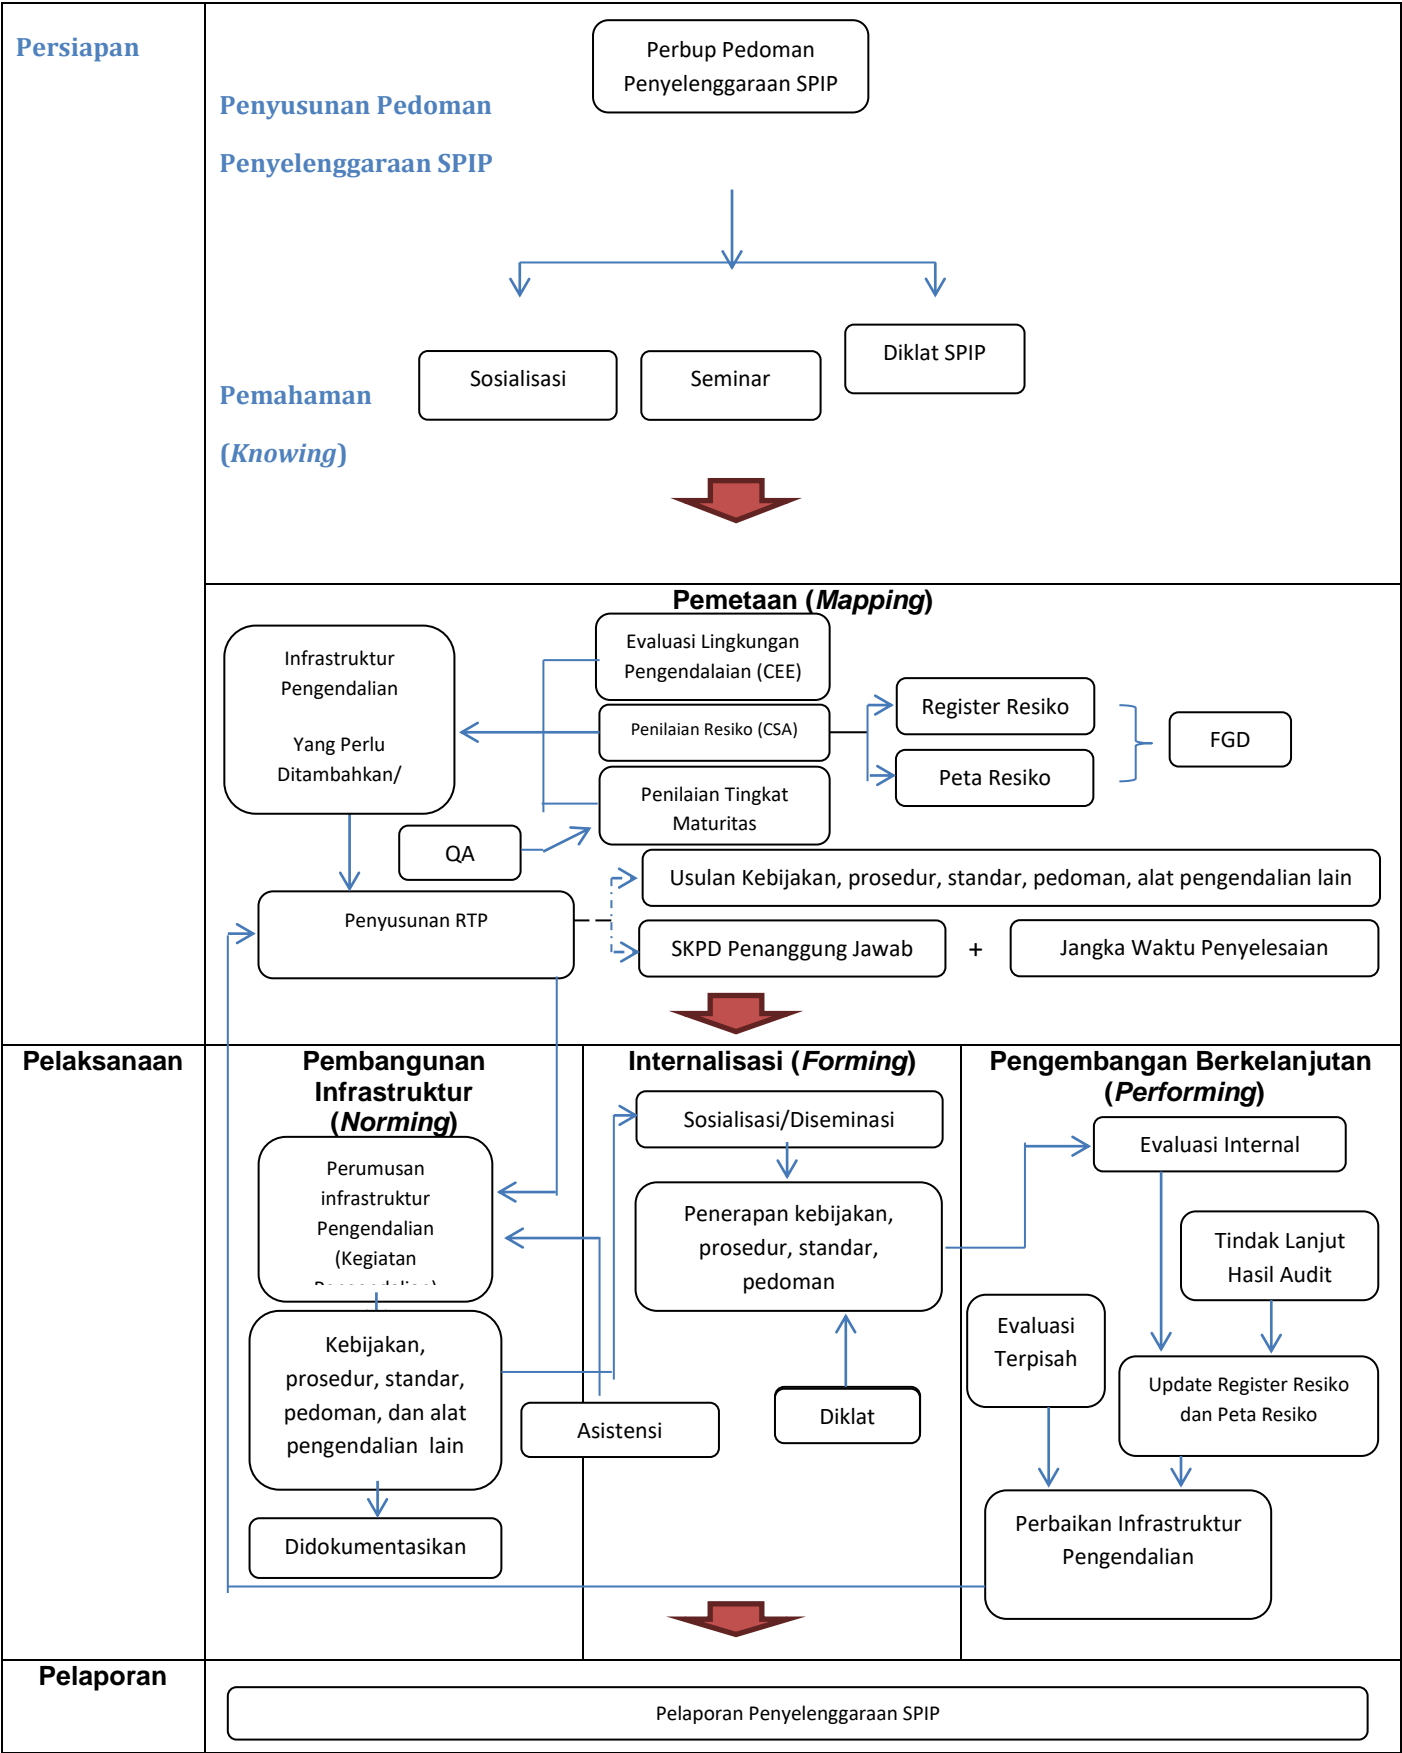 Persiapan
Perbup Pedoman
Penyelenggaraan SPIP
Penyusunan Pedoman
Penyelenggaraan SPIP
Sosialisasi
Seminar
Diklat SPIP
Pemahaman
(Knowing)
Pemetaan (Mapping)
Infrastruktur
Pengendalian
Yang Perlu
Ditambahkan/
Evaluasi Lingkungan
Pengendalaian (CEE)
Penilaian Resiko (CSA)
Penilaian Tingkat
Maturitas
Register Resiko
Peta Resiko
FGD
QA
Penyusunan RTP
Usulan Kebijakan, prosedur, standar, pedoman, alat pengendalian lain
SKPD Penanggung Jawab
+
Jangka Waktu Penyelesaian
Pelaksanaan
Pembangunan
Infrastruktur
(Norming)
Perumusan
infrastruktur
Pengendalian
(Kegiatan
Pengendalian)
Kebijakan,
prosedur, standar,
pedoman, dan alat
pengendalian lain
Didokumentasikan
Asistensi
Internalisasi (Forming)
Sosialisasi/Diseminasi
Penerapan kebijakan,
prosedur, standar,
pedoman
Diklat
Pengembangan Berkelanjutan
(Performing)
Evaluasi Internal
Tindak Lanjut
Hasil Audit
Evaluasi
Terpisah
Update Register Resiko
dan Peta Resiko
Perbaikan Infrastruktur
Pengendalian
Pelaporan
Pelaporan Penyelenggaraan SPIP